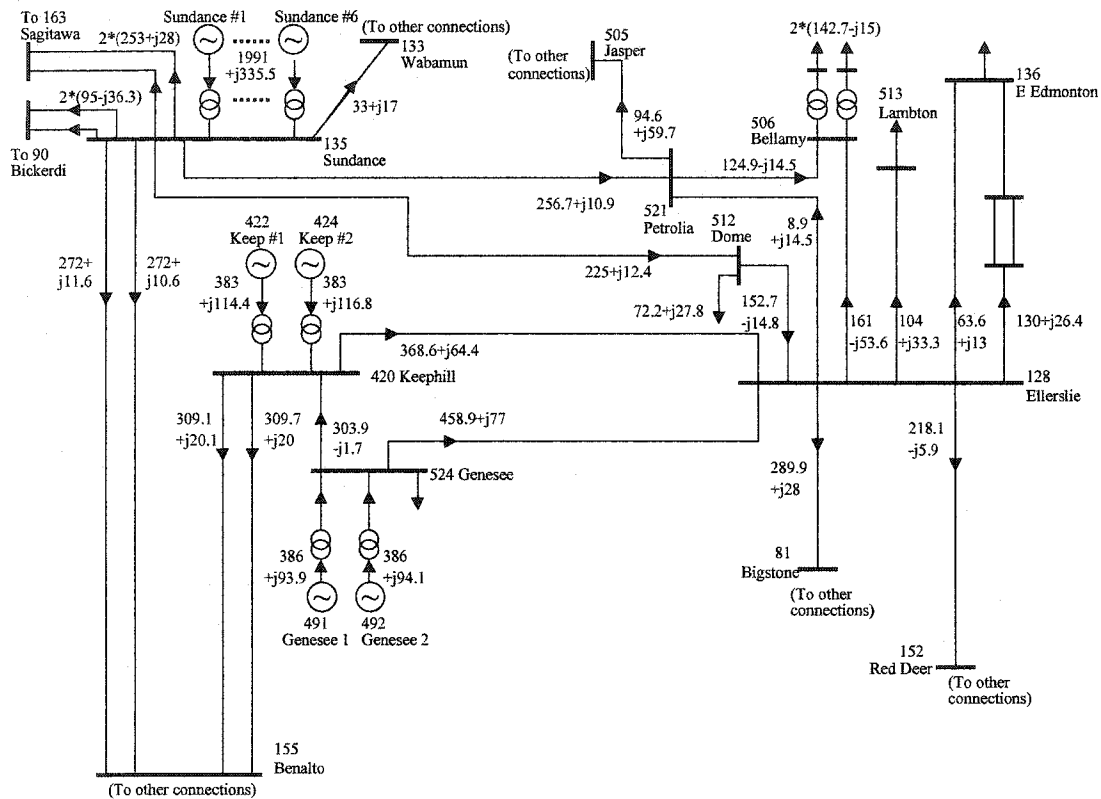 To 163
Sagitawa
2*(253+j28)
Sundance #1
Sundance #6
1991
+j335.5
(To other connections)
133
Wabamun
33+j17
2*(95-j36.3)
To 90
Bickerdi
135
Sundance
(To other
connections)
505
Jasper
94.6
+j59.7
2*(142.7-j15)
506
Bellamy
513
Lambton
136
E Edmonton
124.9-j14.5
256.7+j10.9
521
Petrolia
8.9
+j14.5
512
Dome
225+j12.4
72.2+j27.8
152.7
-j14.8
272+
j11.6
272+
j10.6
422
Keep #1
424
Keep #2
383
+j114.4
383
+j116.8
368.6+j64.4
420 Keephill
161
-j53.6
104
+j33.3
63.6
+j13
130+j26.4
128
Ellerslie
309.1
+j20.1
309.7
+j20
303.9
-j1.7
458.9+j77
524 Genesee
218.1
-j5.9
289.9
+j28
386
+j93.9
386
+j94.1
491
Genesee 1
492
Genesee 2
81
Bigstone
(To other
connections)
152
Red Deer
(To other
connections)
155
Benalto
(To other connections)